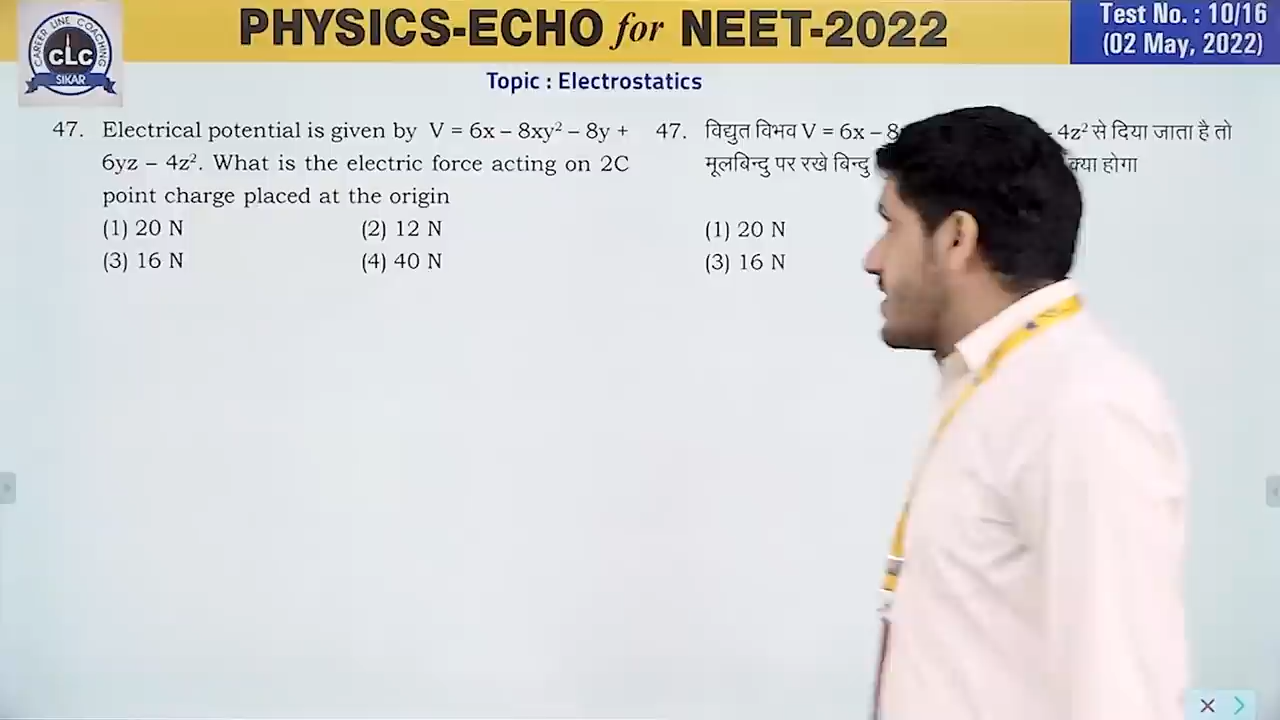 PHYSICS-ECHO for NEET-2022
Test No. : 10/16
(02 May, 2022)
CAREER LINE COACHING
CLC
SIKAR
Topic : Electrostatics
47. Electrical potential is given by V = 6x – 8xy² – 8y +
6yz – 4z². What is the electric force acting on 2C
point charge placed at the origin
(1) 20 N (2) 12 N
(3) 16 N (4) 40 N
47. विद्युत विभव V = 6x – 8 4z² से दिया जाता है तो
मूलबिन्दु पर रखे बिन्दु क्या होगा
(1) 20 N
(3) 16 N